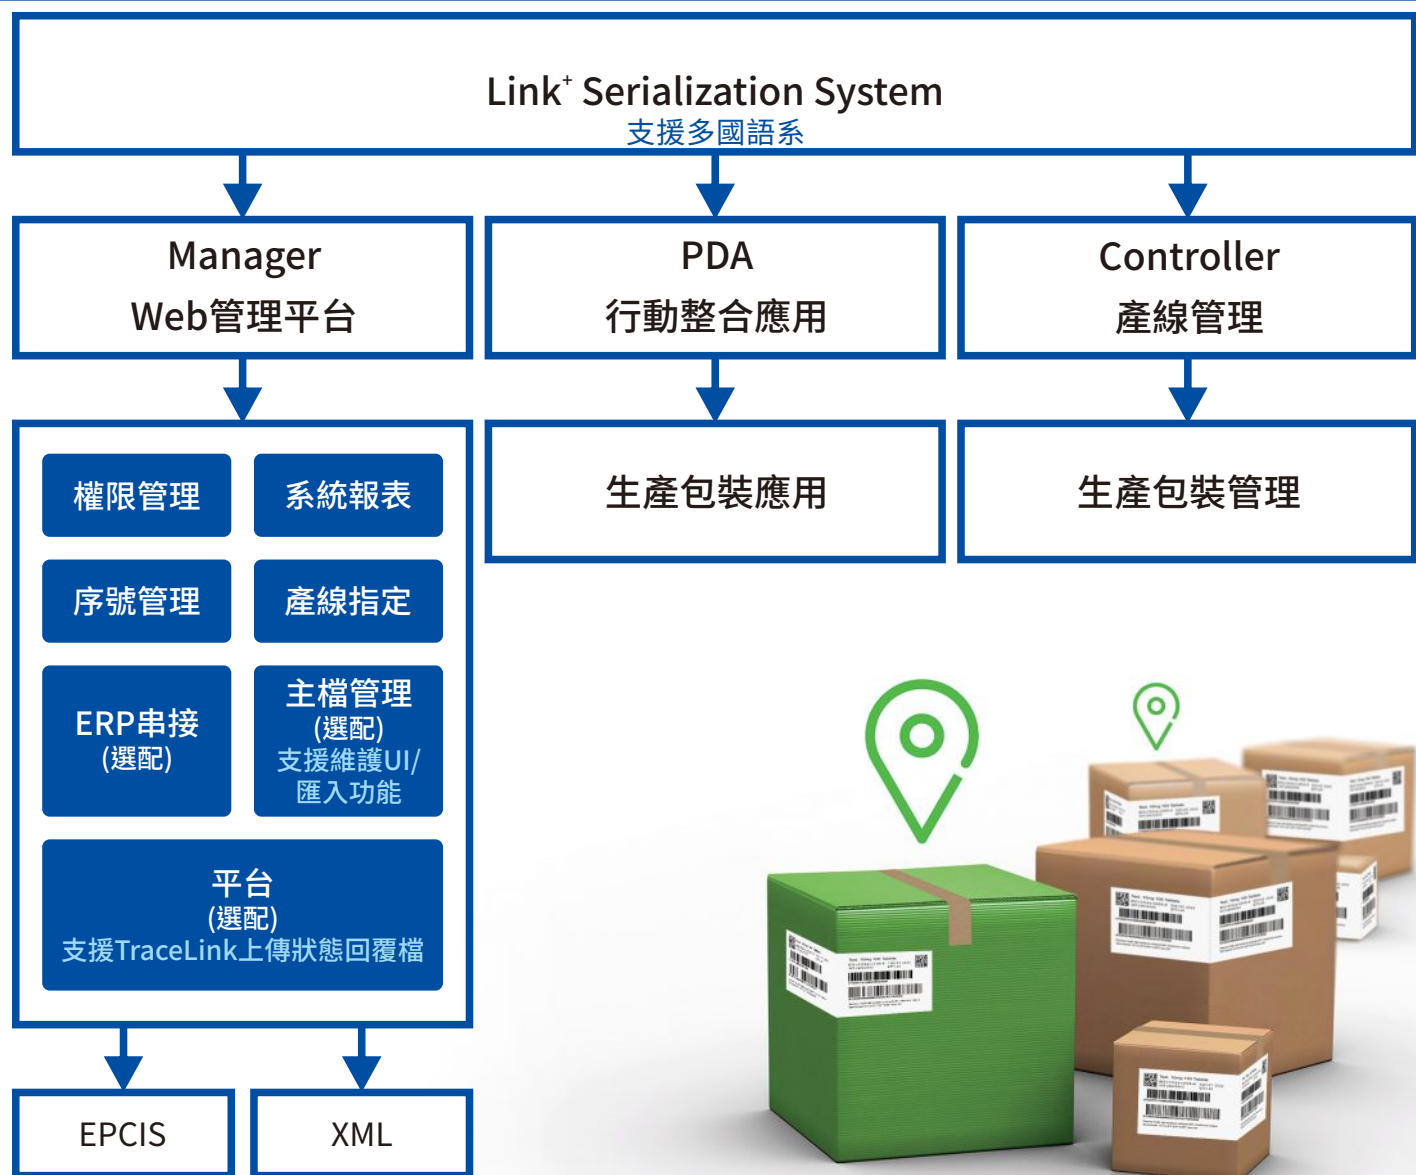 Link⁺ Serialization System
支援多國語系
Manager
Web管理平台
PDA
行動整合應用
Controller
產線管理
權限管理
系統報表
序號管理
產線指定
ERP串接
(選配)
主檔管理
(選配)
支援維護UI/
匯入功能
平台
(選配)
支援TraceLink上傳狀態回覆檔
生產包裝應用
生產包裝管理
EPCIS
XML